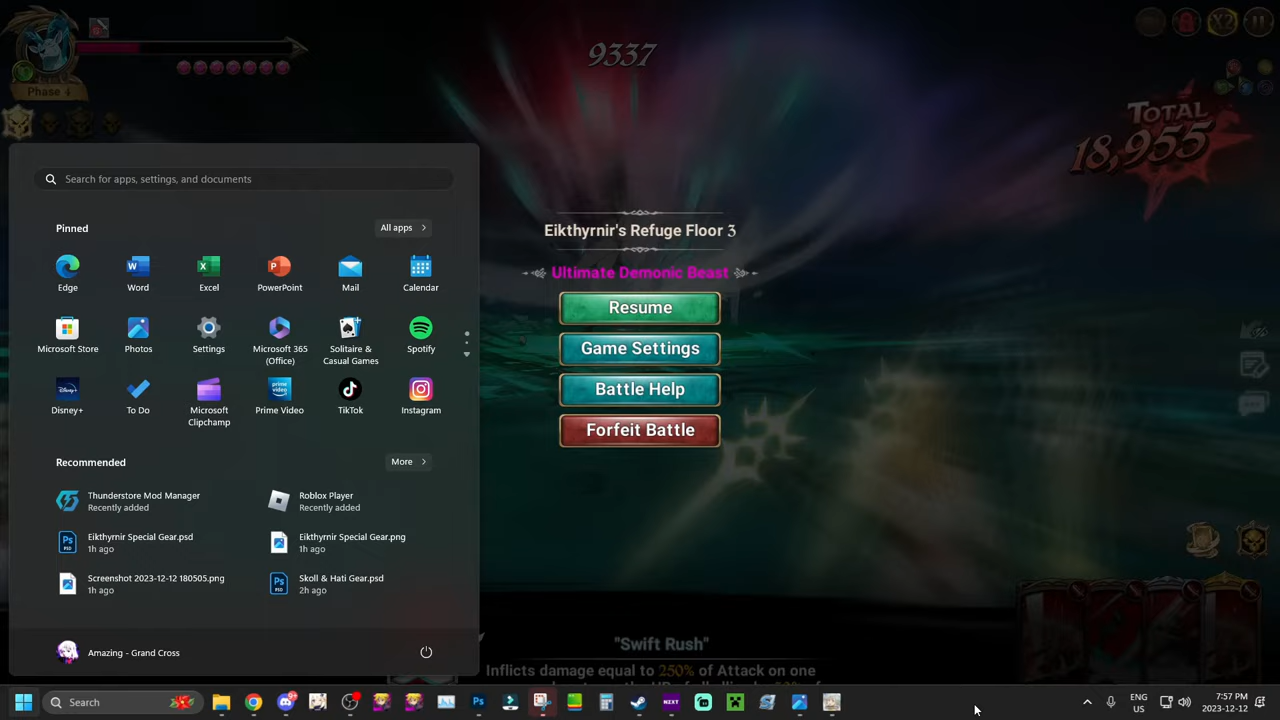 Phase 4
9337
X2
TOTAL
18,955
Search for apps, settings, and documents
Pinned
All apps
Edge
Word
Excel
PowerPoint
Mail
Calendar
Microsoft Store
Photos
Settings
Microsoft 365
(Office)
Solitaire &
Casual Games
Spotify
Disney+
To Do
Microsoft
Clipchamp
Prime Video
TikTok
Instagram
Recommended
More
Thunderstore Mod Manager
Recently added
Roblox Player
Recently added
Eikthyrnir Special Gear.psd
1h ago
Eikthyrnir Special Gear.png
1h ago
Screenshot 2023-12-12 180505.png
1h ago
Skoll & Hati Gear.psd
2h ago
Amazing - Grand Cross
Eikthyrnir's Refuge Floor 3
Ultimate Demonic Beast
Resume
Game Settings
Battle Help
Forfeit Battle
"Swift Rush"
Inflicts damage equal to 250% of Attack on one
Search
ENG
US
7:57 PM
2023-12-12